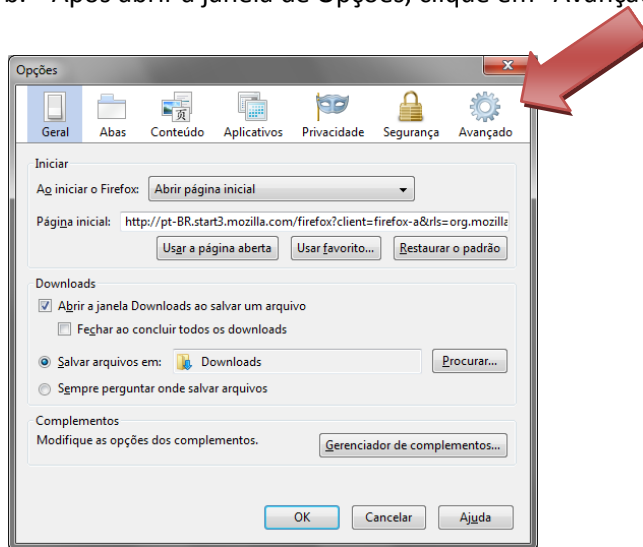 b. Após abrir a janela de Opções, clique em "Avança
Opções
Geral Abas Conteúdo Aplicativos Privacidade Segurança Avançado
Iniciar
Ao iniciar o Firefox: Abrir página inicial
Página inicial: http://pt-BR.start3.mozilla.com/firefox?client=firefox-a&rls=org.mozilla
Usar a página aberta Usar favorito... Restaurar o padrão
Downloads
Abrir a janela Downloads ao salvar um arquivo
Fechar ao concluir todos os downloads
Salvar arquivos em: Downloads Procurar...
Sempre perguntar onde salvar arquivos
Complementos
Modifique as opções dos complementos. Gerenciador de complementos...
OK Cancelar Ajuda